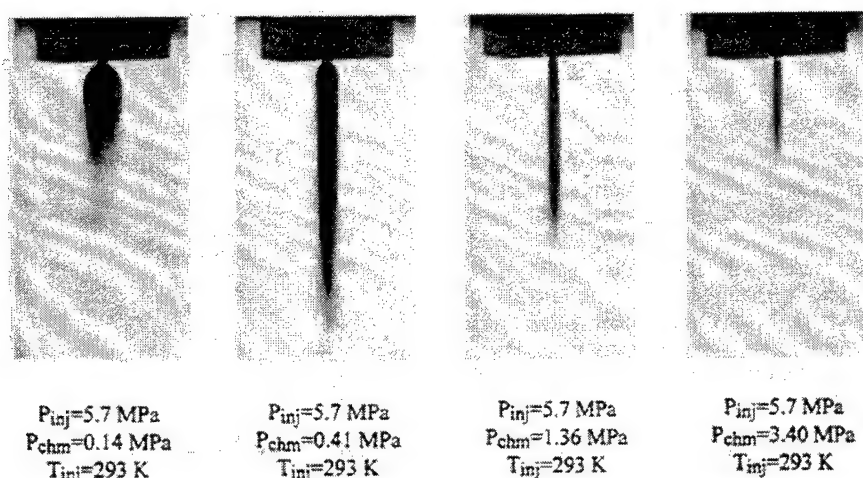 Pinj=5.7 MPa
Pchm=0.14 MPa
Tinj=293 K
Pinj=5.7 MPa
Pchm=0.41 MPa
Tinj=293 K
Pinj=5.7 MPa
Pchm=1.36 MPa
Tinj=293 K
Pinj=5.7 MPa
Pchm=3.40 MPa
Tinj=293 K